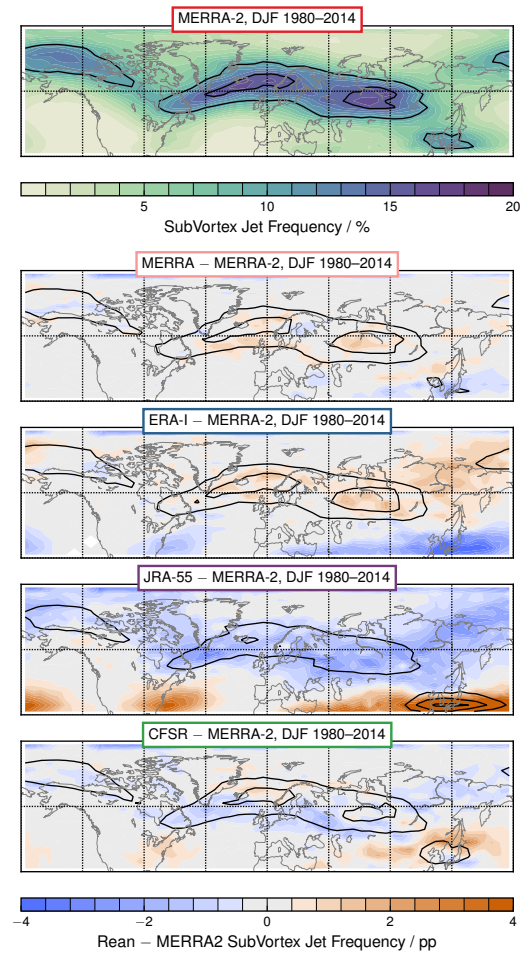 MERRA-2, DJF 1980–2014
5 10 15 20
SubVortex Jet Frequency / %
MERRA − MERRA-2, DJF 1980–2014
ERA-I − MERRA-2, DJF 1980–2014
JRA-55 − MERRA-2, DJF 1980–2014
CFSR − MERRA-2, DJF 1980–2014
−4 −2 0 2 4
Rean − MERRA2 SubVortex Jet Frequency / pp